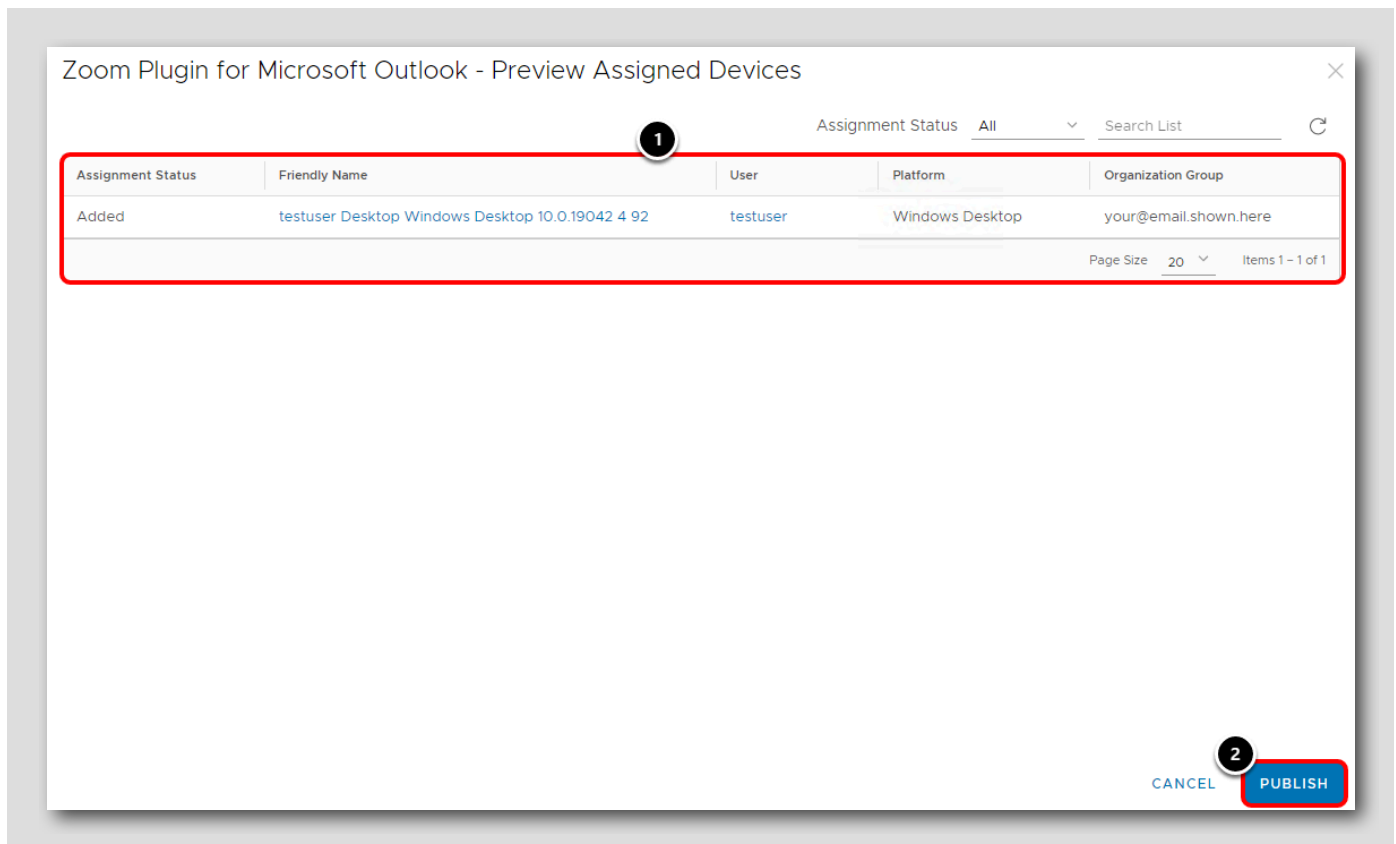 Zoom Plugin for Microsoft Outlook - Preview Assigned Devices
Assignment Status All Search List
1
Assignment Status Friendly Name User Platform Organization Group
Added testuser Desktop Windows Desktop 10.0.19042 4 92 testuser Windows Desktop your@email.shown.here
Page Size 20 Items 1 – 1 of 1
2
CANCEL PUBLISH